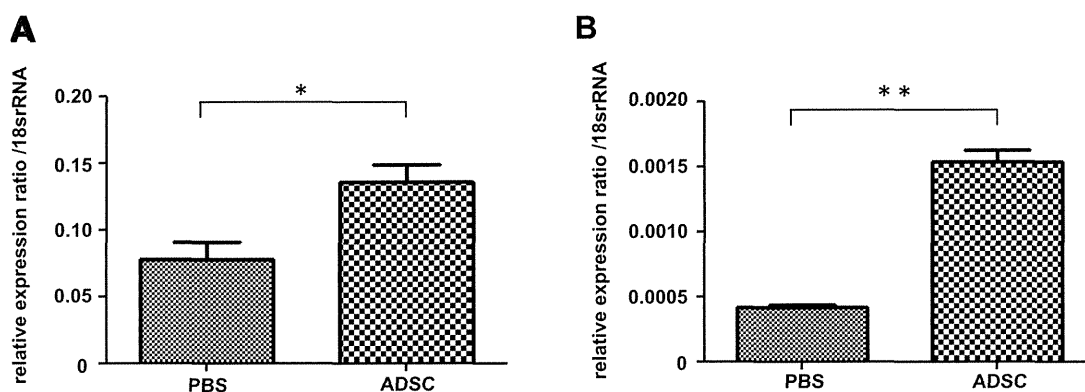 A
relative expression ratio /18srRNA
0.20
0.15
0.10
0.05
0
*
PBS
ADSC
B
relative expression ratio /18srRNA
0.0020
0.0015
0.0010
0.0005
0
**
PBS
ADSC